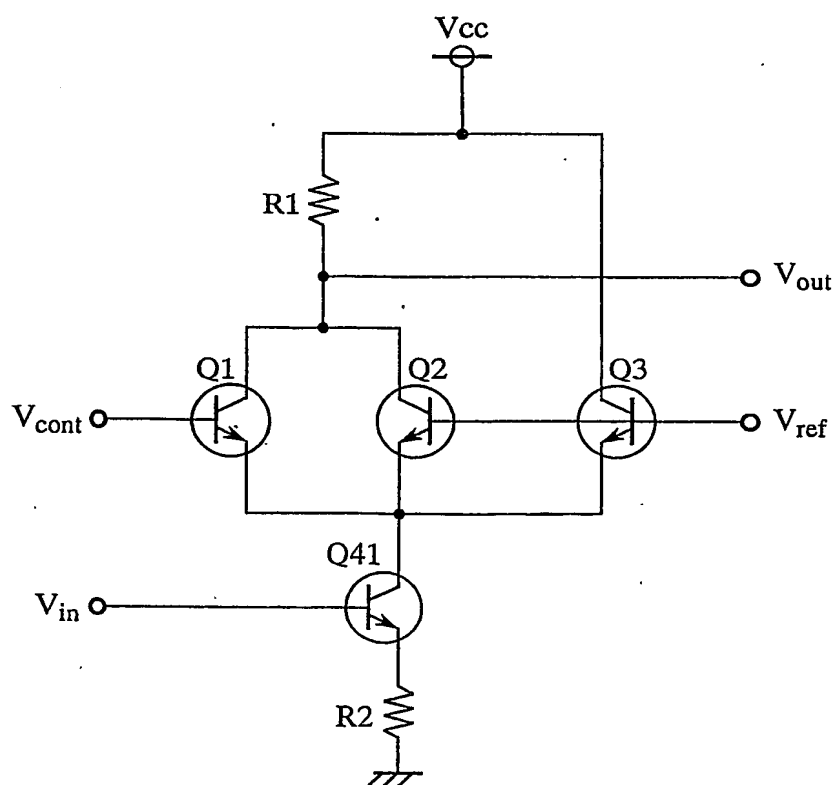 Vcc
R1
Vout
Q1
Q2
Q3
Vcont
Vref
Q41
Vin
R2